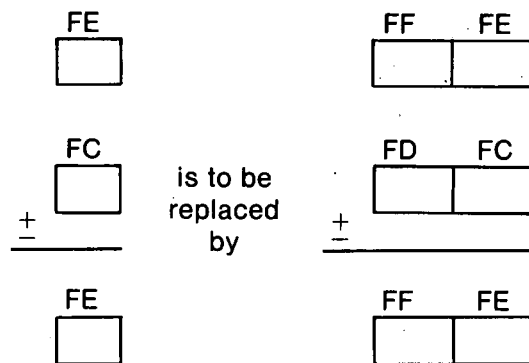 FE FF FE
FC FD FC
is to be
replaced
by
± ±
FE FF FE